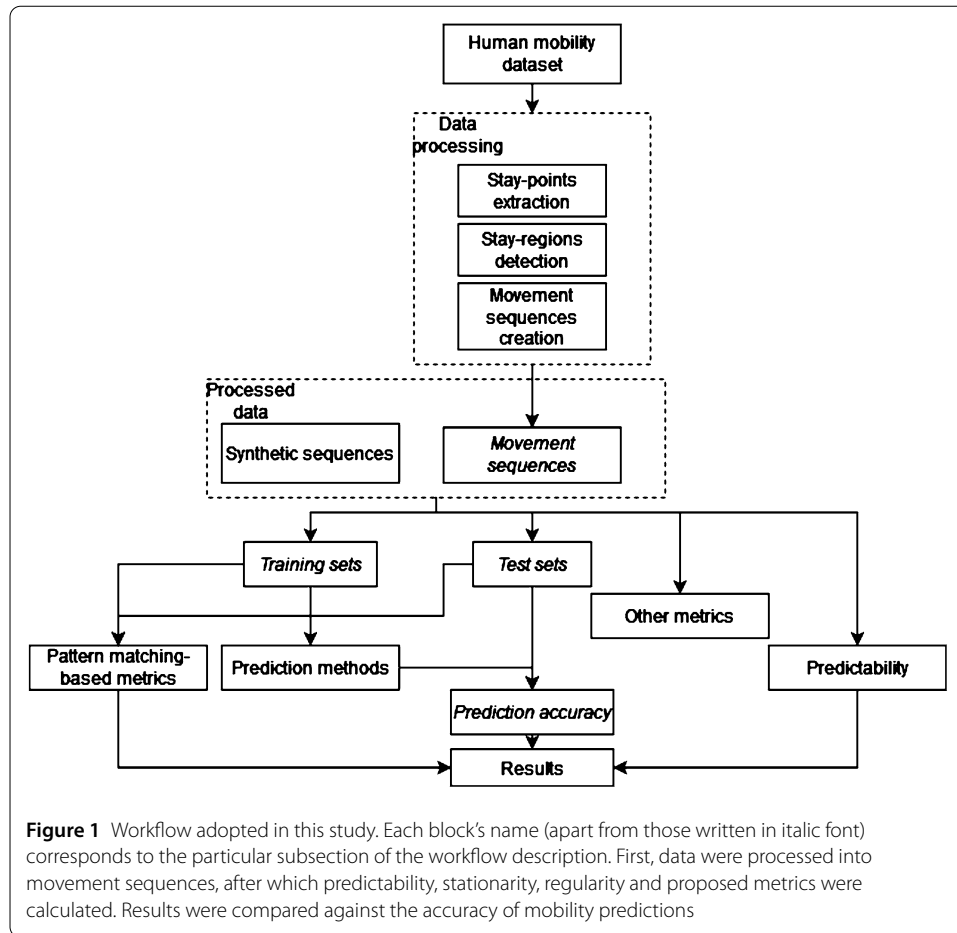 Human mobility
dataset
Data
processing
Stay-points
extraction
Stay-regions
detection
Movement
sequences
creation
Processed
data
Synthetic sequences
Movement
sequences
Training sets
Test sets
Other metrics
Pattern matching-
based metrics
Prediction methods
Predictability
Prediction accuracy
Results
Figure 1 Workflow adopted in this study. Each block's name (apart from those written in italic font)
corresponds to the particular subsection of the workflow description. First, data were processed into
movement sequences, after which predictability, stationarity, regularity and proposed metrics were
calculated. Results were compared against the accuracy of mobility predictions